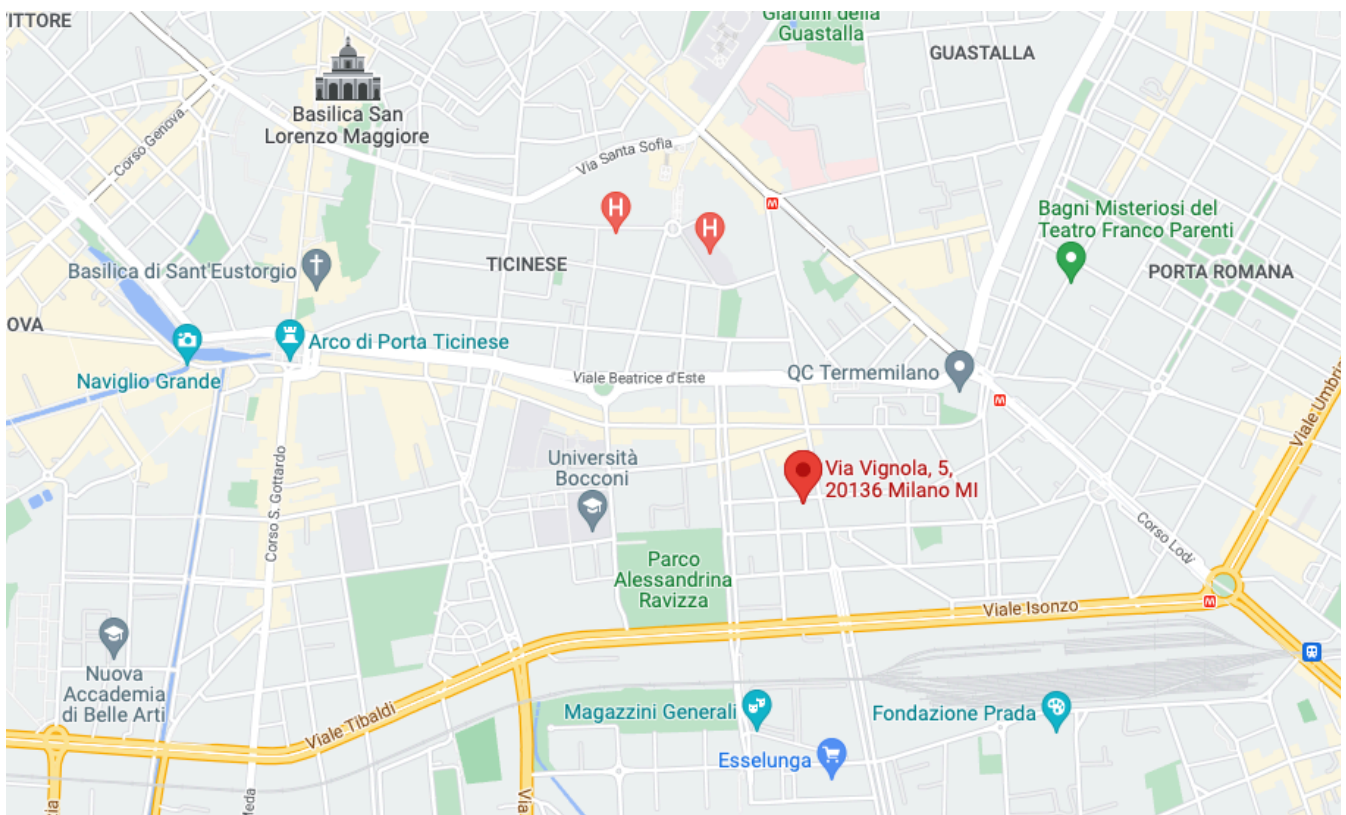 ITTORE
Giardini della
Guastalla
GUASTALLA
Basilica San
Lorenzo Maggiore
Corso Genova
Via Santa Sofia
H
H
M
Bagni Misteriosi del
Teatro Franco Parenti
PORTA ROMANA
Basilica di Sant'Eustorgio
TICINESE
OVA
Arco di Porta Ticinese
Naviglio Grande
Viale Beatrice d'Este
QC Termemilano
M
Viale Umbri
Corso S. Gottardo
Università
Bocconi
Via Vignola, 5,
20136 Milano MI
Corso Lodi
Parco
Alessandrina
Ravizza
Viale Isonzo
M
Nuova
Accademia
di Belle Arti
Viale Tibaldi
Magazzini Generali
Fondazione Prada
Esselunga
Via